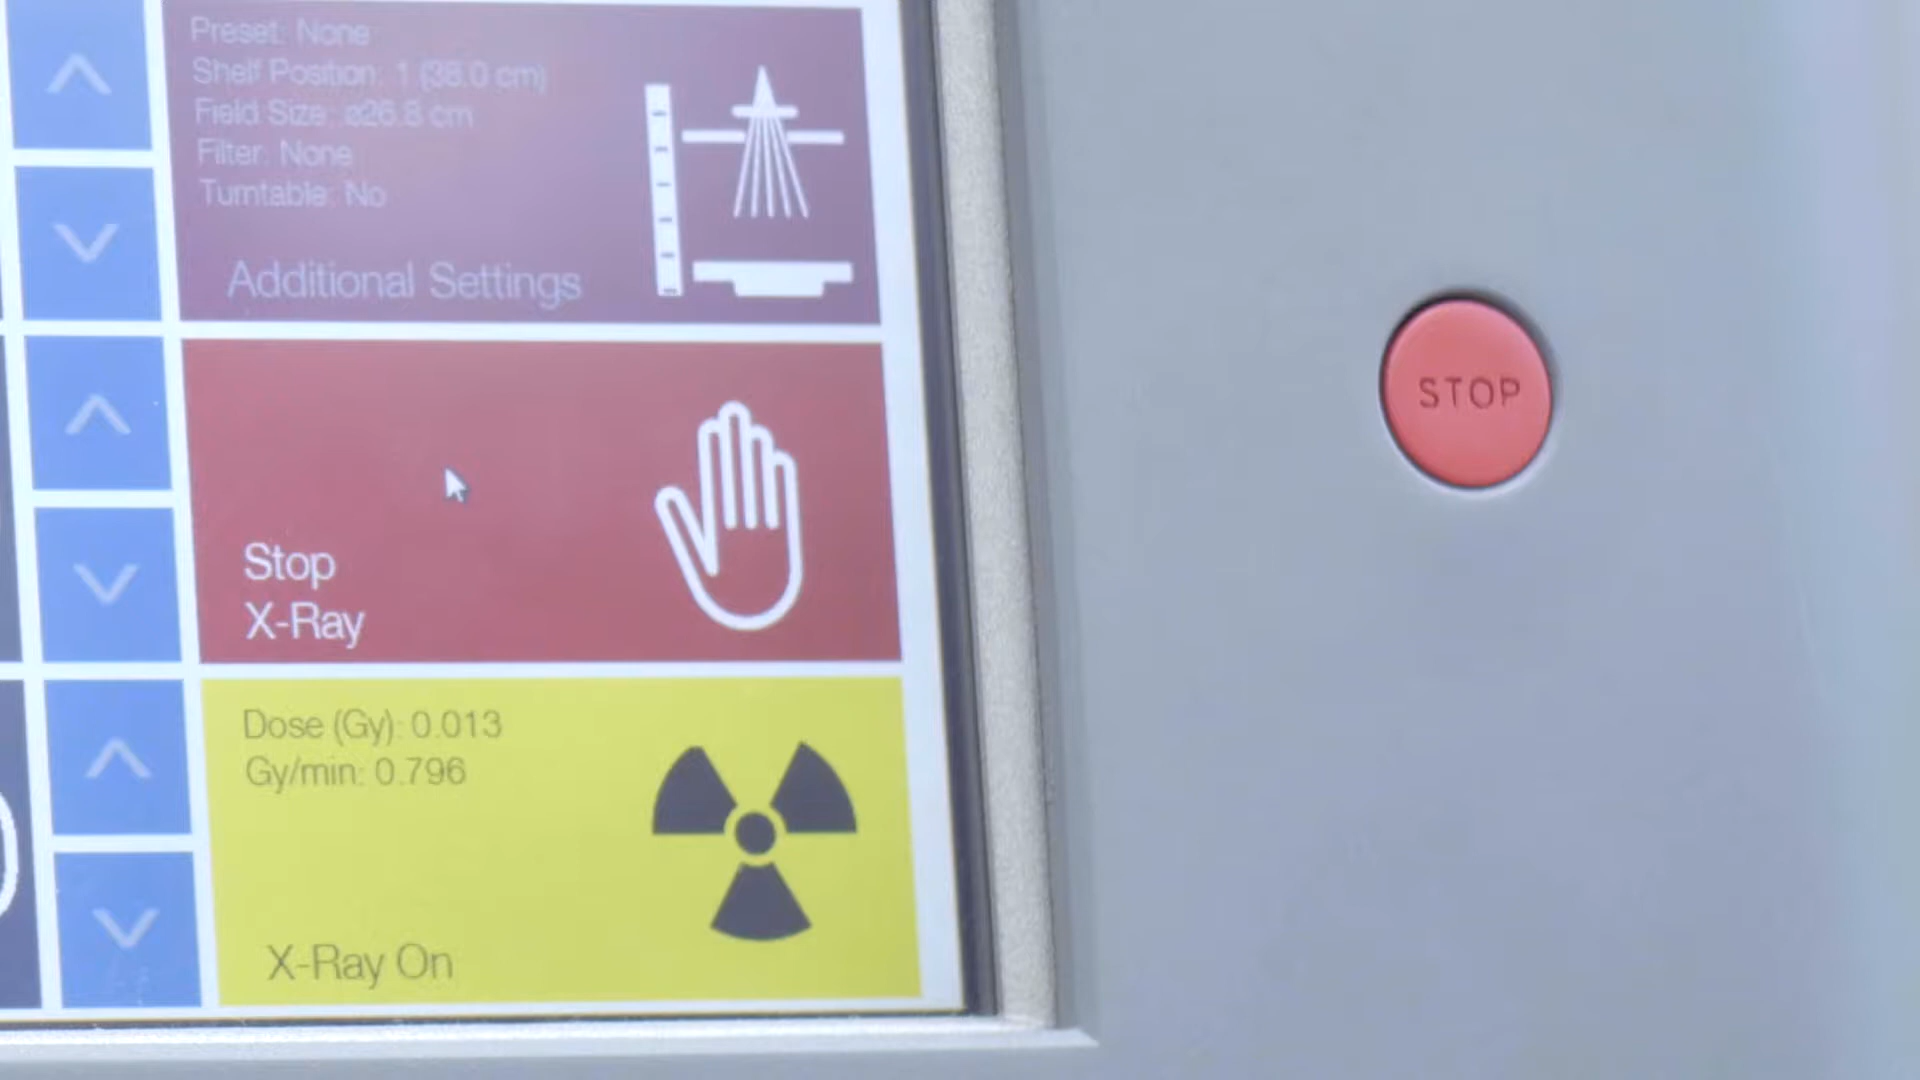 Preset: None
Shelf Position: 1 (38.0 cm)
Field Size: ø26.8 cm
Filter: None
Turntable: No
Additional Settings
Stop
X-Ray
STOP
Dose (Gy): 0.013
Gy/min: 0.796
X-Ray On